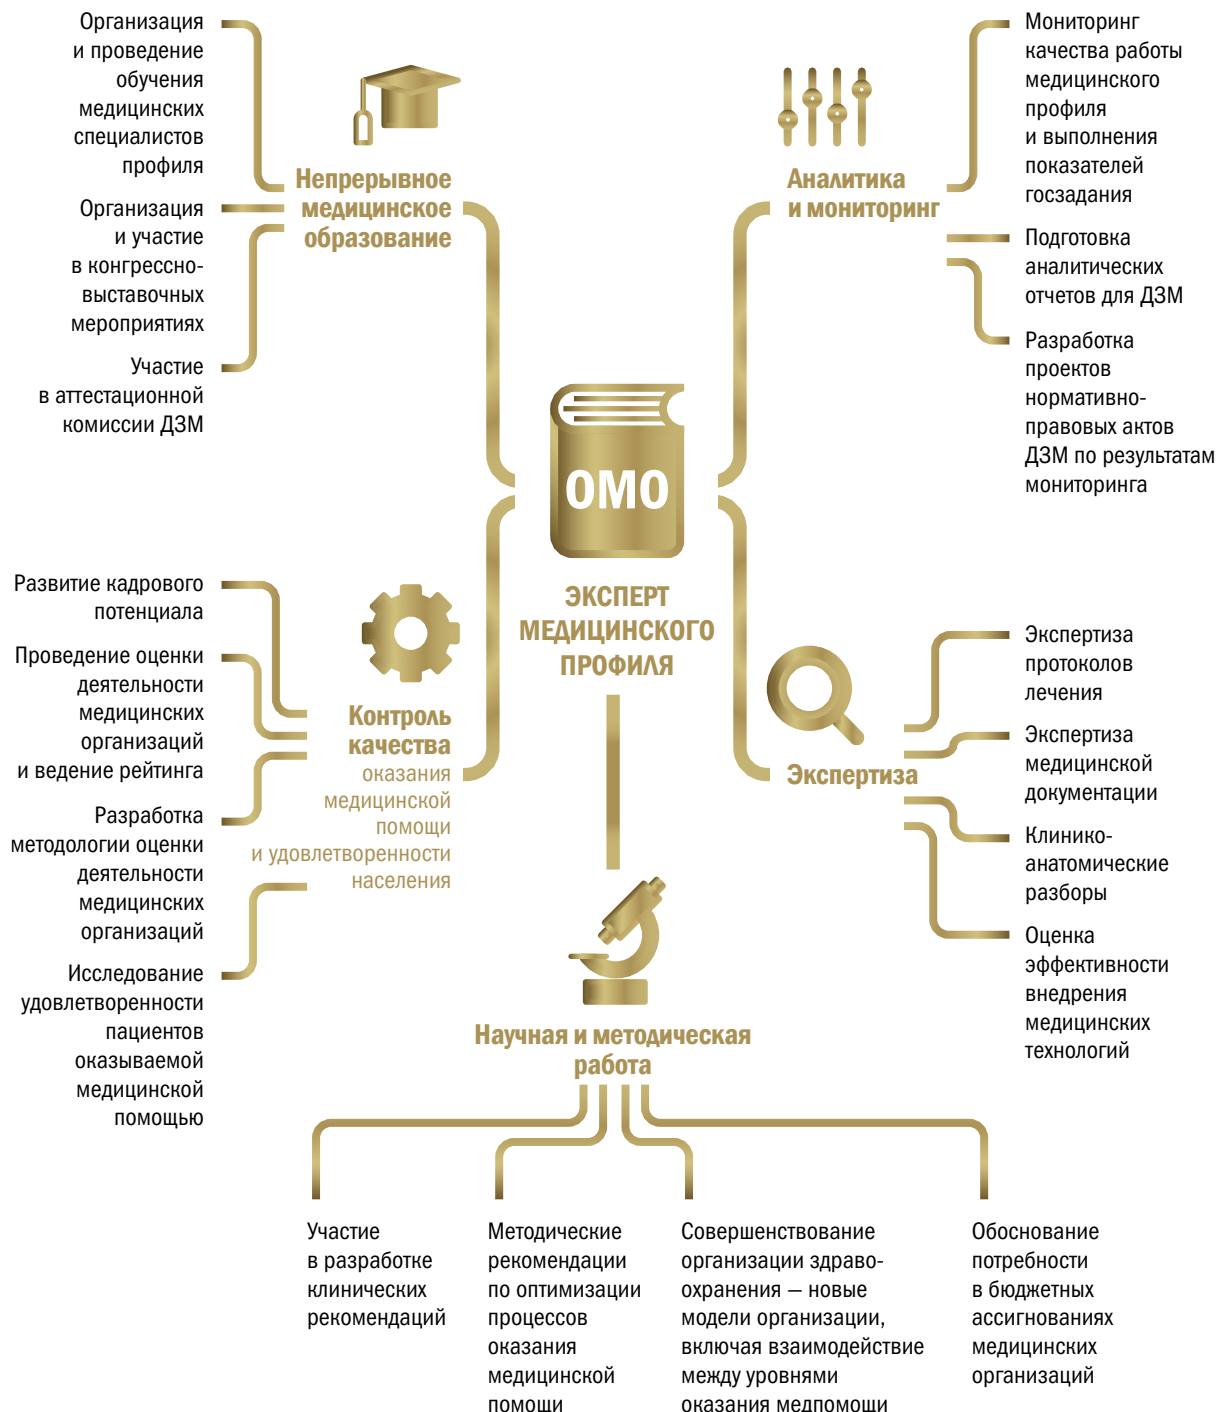 Организация
и проведение
обучения
медицинских
специалистов
профиля
Организация
и участие
в конгрессно-
выставочных
мероприятиях
Участие
в аттестационной
комиссии ДЗМ
Непрерывное
медицинское
образование
Аналитика
и мониторинг
Мониторинг
качества работы
медицинского
профиля
и выполнения
показателей
госзадания
Подготовка
аналитических
отчетов для ДЗМ
Разработка
проектов
нормативно-
правовых актов
ДЗМ по результатам
мониторинга
ОМО
ЭКСПЕРТ
МЕДИЦИНСКОГО
ПРОФИЛЯ
Развитие кадрового
потенциала
Проведение оценки
деятельности
медицинских
организаций
и ведение рейтинга
Разработка
методологии оценки
деятельности
медицинских
организаций
Исследование
удовлетворенности
пациентов
оказываемой
медицинской
помощью
Контроль
качества
оказания
медицинской
помощи
и удовлетворенности
населения
Экспертиза
Экспертиза
протоколов
лечения
Экспертиза
медицинской
документации
Клинико-
анатомические
разборы
Оценка
эффективности
внедрения
медицинских
технологий
Научная и методическая
работа
Участие
в разработке
клинических
рекомендаций
Методические
рекомендации
по оптимизации
процессов
оказания
медицинской
помощи
Совершенствование
организации здраво-
охранения — новые
модели организации,
включая взаимодействие
между уровнями
оказания медпомощи
Обоснование
потребности
в бюджетных
ассигнованиях
медицинских
организаций